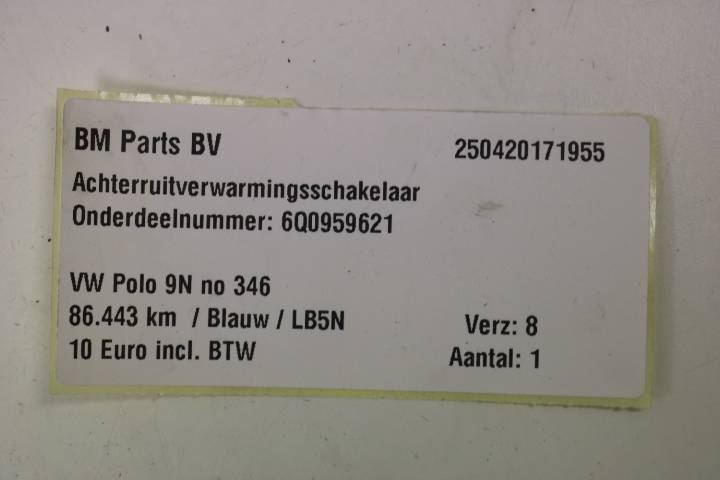 BM Parts BV 250420171955
Achterruitverwarmingsschakelaar
Onderdeelnummer: 6Q0959621
VW Polo 9N no 346
86.443 km / Blauw / LB5N Verz: 8
10 Euro incl. BTW Aantal: 1